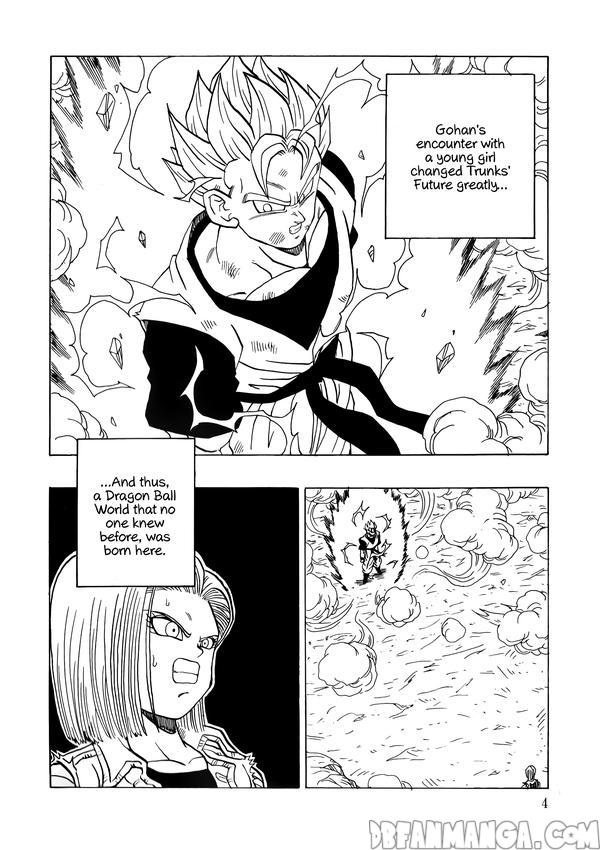 Gohan's
encounter with
a young girl
changed Trunks'
Future greatly...
...And thus,
a Dragon Ball
World that no
one knew
before, was
born here.
4
DBFANMANGA.COM